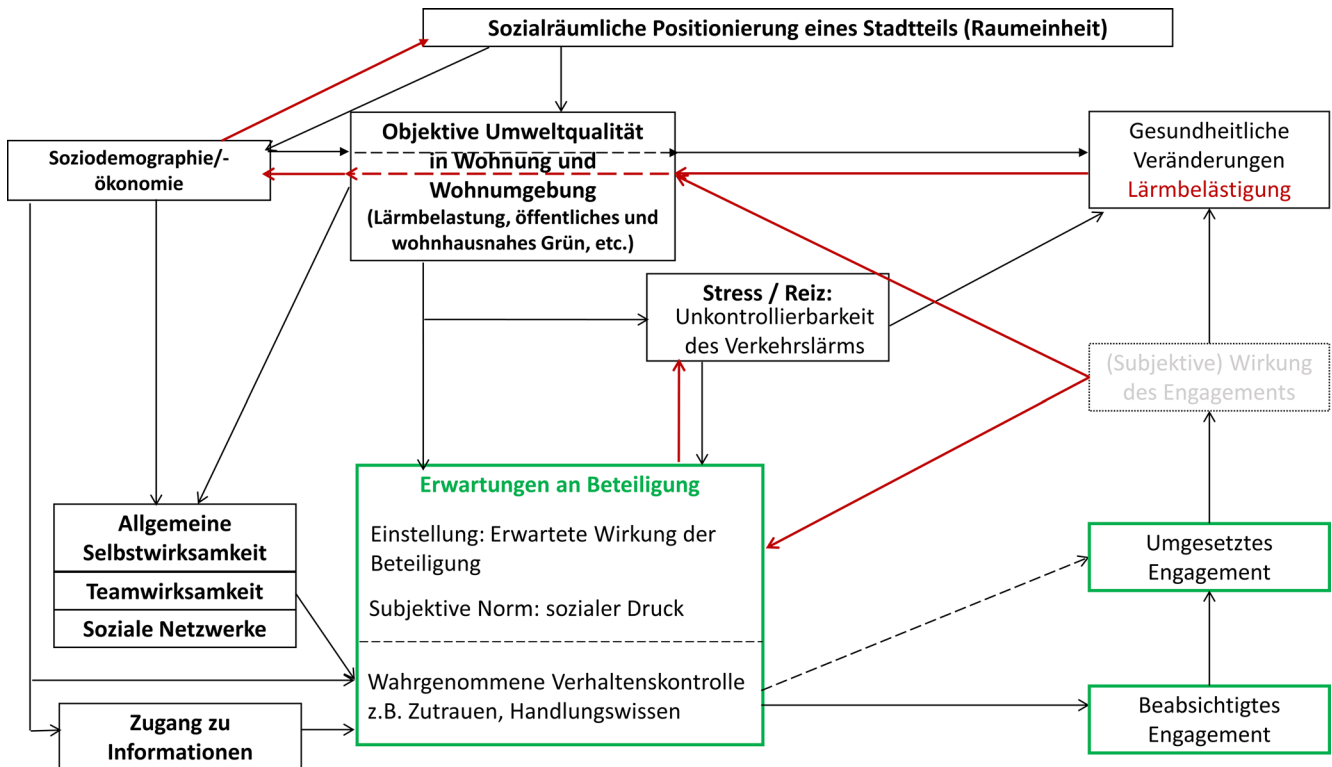 Sozialräumliche Positionierung eines Stadtteils (Raumeinheit)
Soziodemographie/-
ökonomie
Objektive Umweltqualität
in Wohnung und
Wohnumgebung
(Lärmbelastung, öffentliches und
wohnhausnahes Grün, etc.)
Gesundheitliche
Veränderungen
Lärmbelästigung
Stress / Reiz:
Unkontrollierbarkeit
des Verkehrslärms
(Subjektive) Wirkung
des Engagements
Allgemeine
Selbstwirksamkeit
Teamwirksamkeit
Soziale Netzwerke
Erwartungen an Beteiligung
Einstellung: Erwartete Wirkung der
Beteiligung
Subjektive Norm: sozialer Druck
Wahrgenommene Verhaltenskontrolle
z.B. Zutrauen, Handlungswissen
Umgesetztes
Engagement
Beabsichtigtes
Engagement
Zugang zu
Informationen